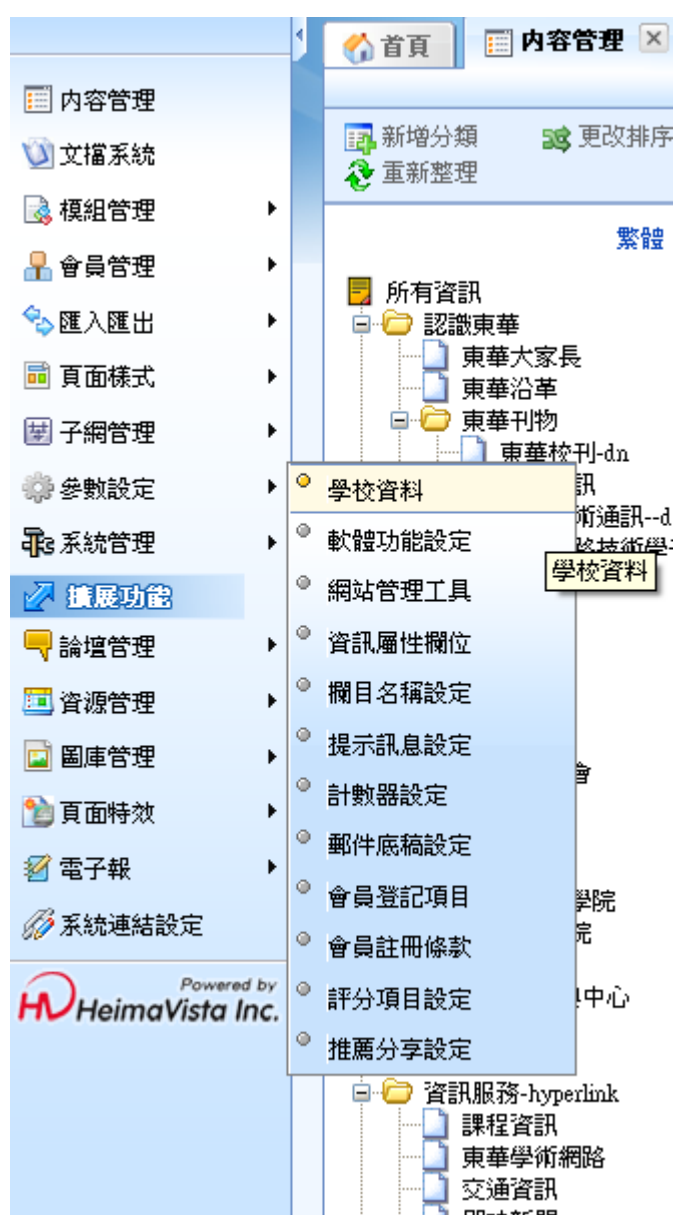 首頁
內容管理
新增分類
更改排序
重新整理
繁體
內容管理
文檔系統
模組管理
會員管理
匯入匯出
頁面樣式
子網管理
參數設定
系統管理
擴展功能
論壇管理
資源管理
圖庫管理
頁面特效
電子報
系統連結設定
Powered by
HeimaVista Inc.
所有資訊
認識東華
東華大家長
東華沿革
東華刊物
東華校刊-dn
訊
術通訊--d
學校資料
軟體功能設定
網站管理工具
資訊屬性欄位
欄目名稱設定
提示訊息設定
計數器設定
郵件底稿設定
會員登記項目
會員註冊條款
評分項目設定
推薦分享設定
學校資料
會
學院
院
中心
資訊服務-hyperlink
課程資訊
東華學術網路
交通資訊